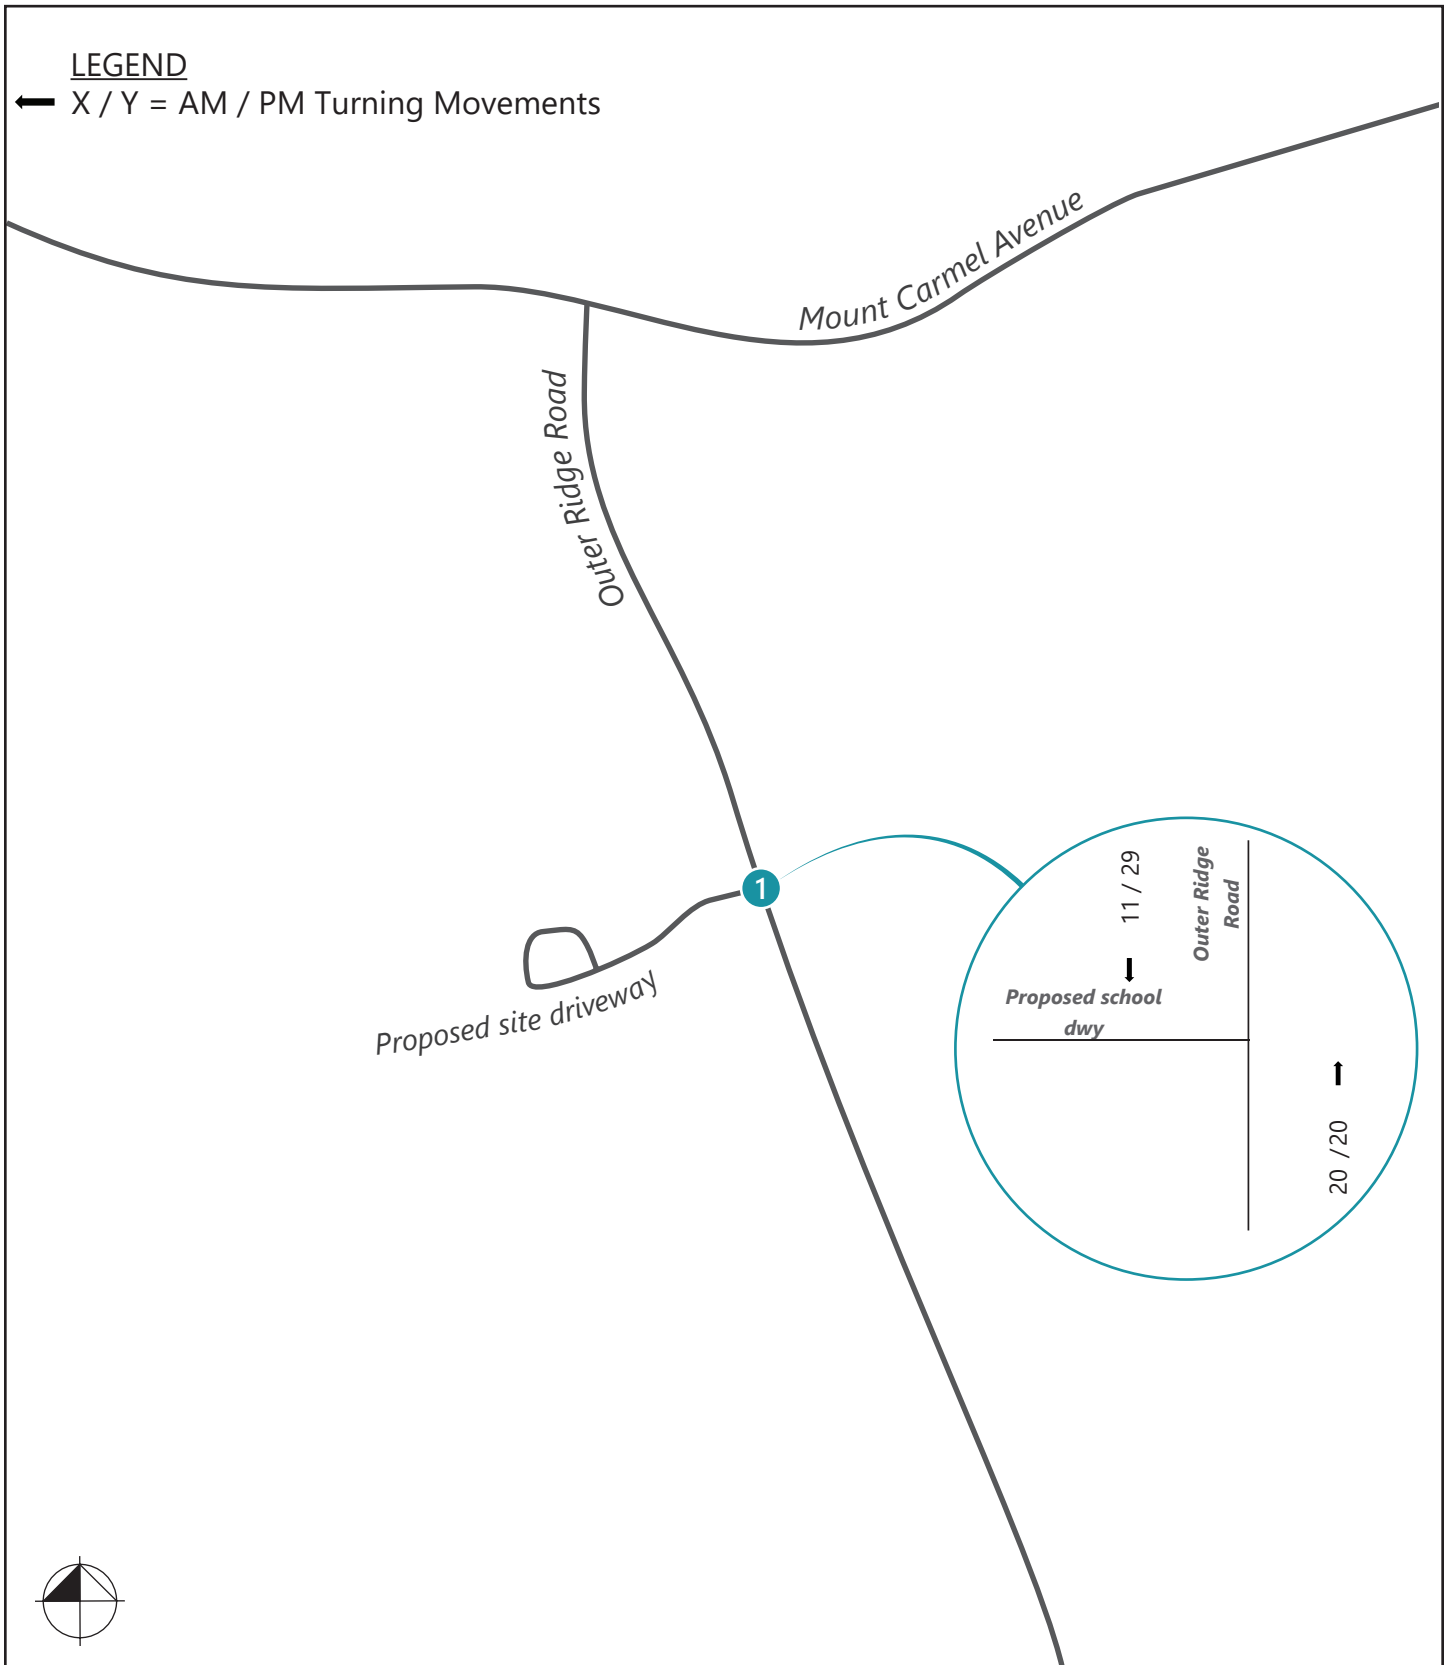 LEGEND
X / Y = AM / PM Turning Movements
Mount Carmel Avenue
Outer Ridge Road
1
11 / 29
Outer Ridge
Road
Proposed school
dwy
Proposed site driveway
20 /20